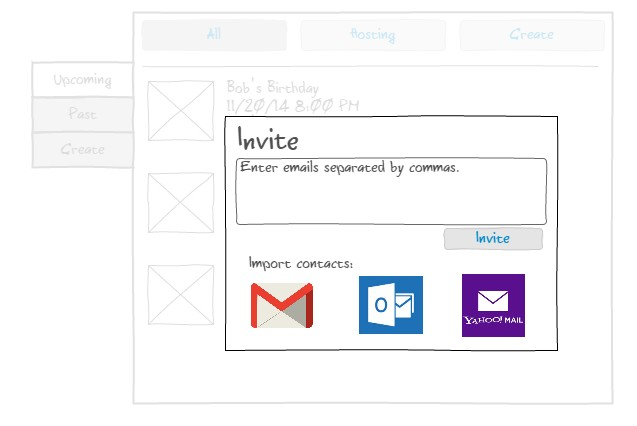 All
Hosting
Create
Upcoming
Past
Create
Bob's Birthday
11/20/14 8:00 PM
Invite
Enter emails separated by commas.
Invite
Import contacts:
O
YAHOO! MAIL